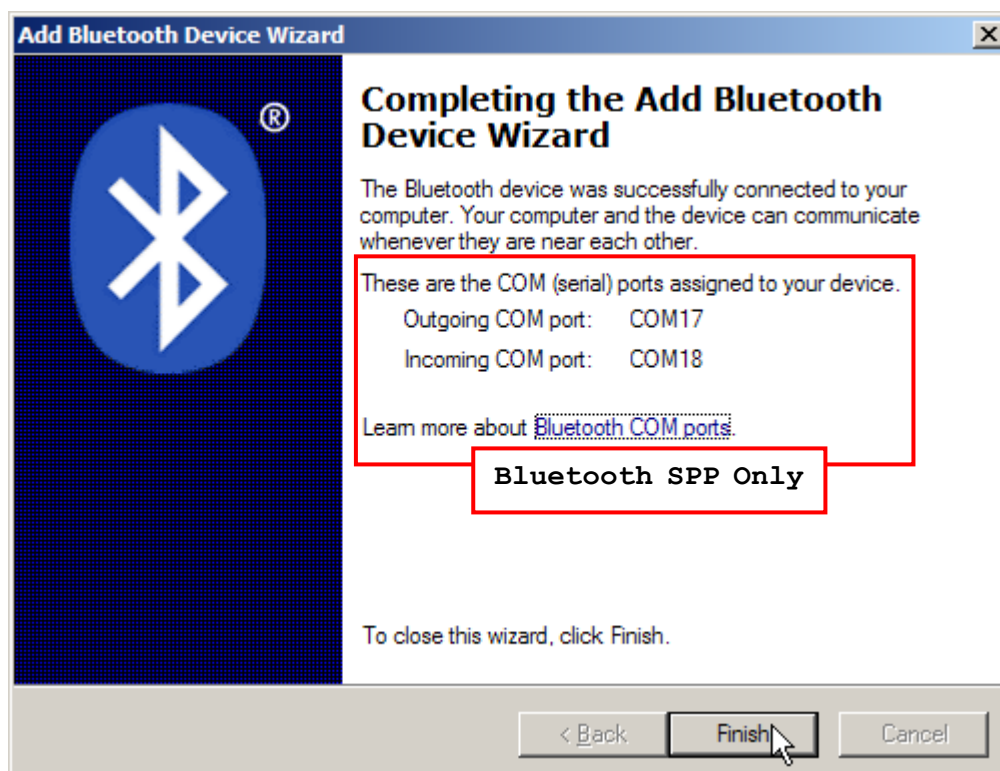 Add Bluetooth Device Wizard
®
Completing the Add Bluetooth
Device Wizard
The Bluetooth device was successfully connected to your
computer. Your computer and the device can communicate
whenever they are near each other.
These are the COM (serial) ports assigned to your device.
Outgoing COM port: COM17
Incoming COM port: COM18
Learn more about Bluetooth COM ports.
Bluetooth SPP Only
To close this wizard, click Finish.
< Back Finish Cancel